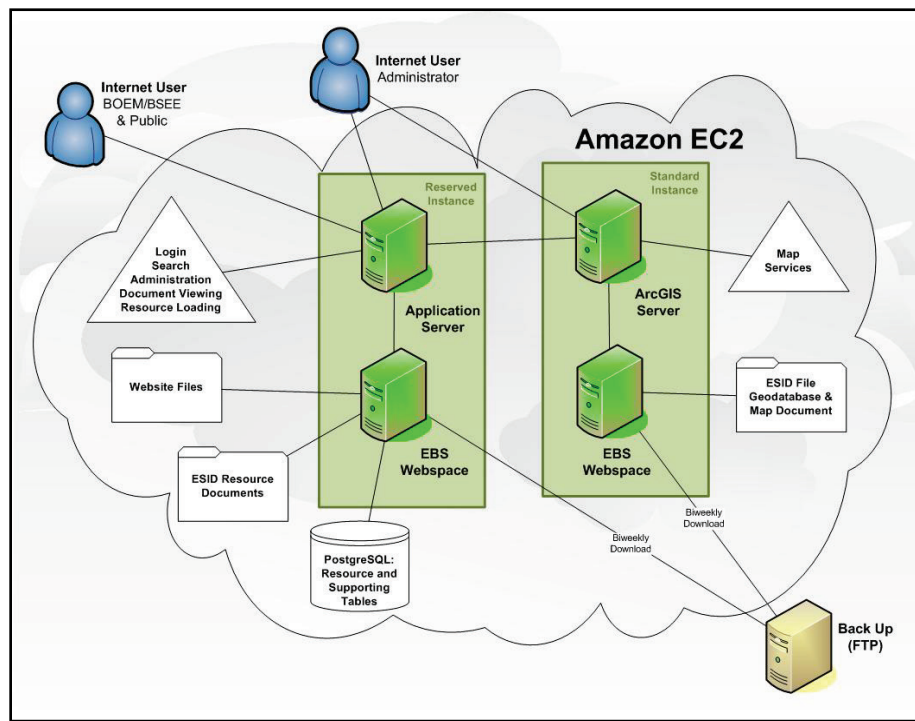 Internet User
BOEM/BSEE
& Public
Internet User
Administrator
Amazon EC2
Reserved
Instance
Standard
Instance
Login
Search
Administration
Document Viewing
Resource Loading
Application
Server
ArcGIS
Server
Map
Services
Website Files
EBS
Webspace
EBS
Webspace
ESID File
Geodatabase &
Map Document
ESID Resource
Documents
PostgreSQL:
Resource and
Supporting
Tables
Biweekly
Download
Biweekly
Download
Back Up
(FTP)